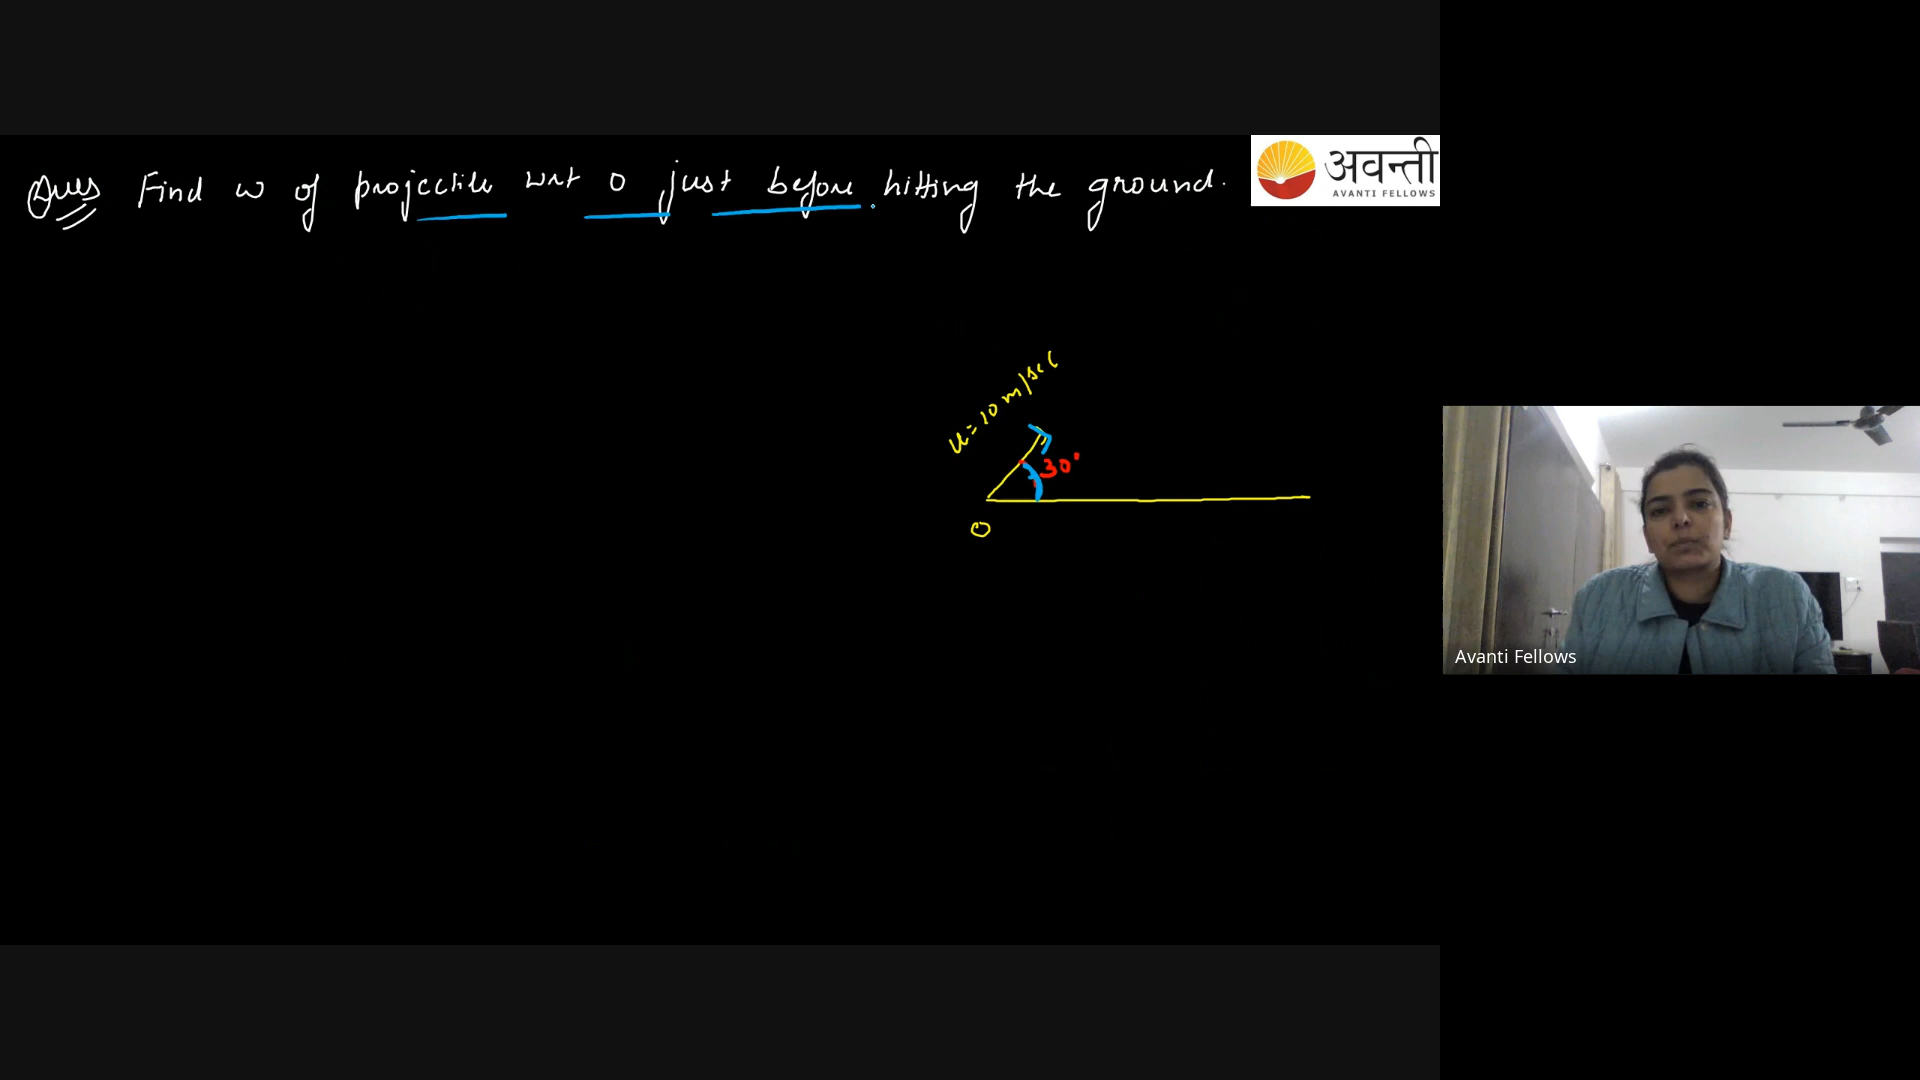 Ques Find ω of projectile wrt O just before hitting the ground.
अवन्ती
AVANTI FELLOWS
u = 10 m/sec
30°
O
Avanti Fellows